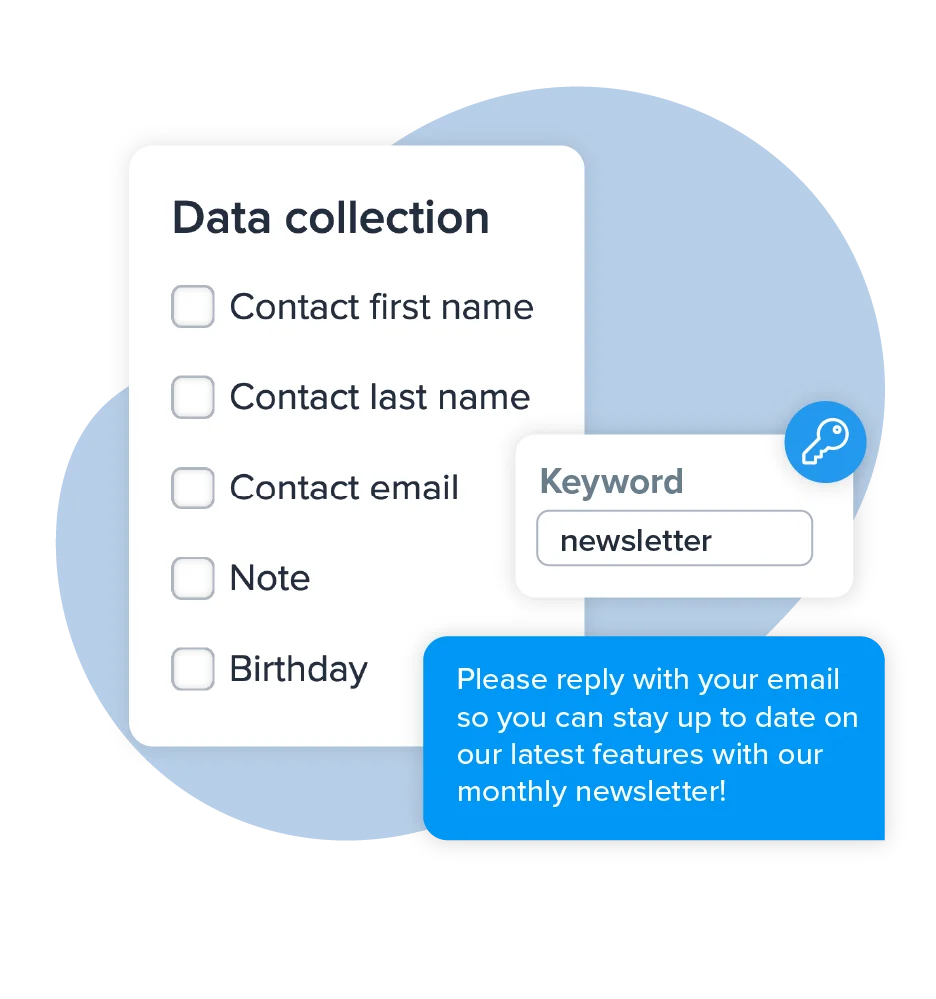 Data collection
Contact first name
Contact last name
Contact email
Note
Birthday
Keyword
newsletter
Please reply with your email
so you can stay up to date on
our latest features with our
monthly newsletter!